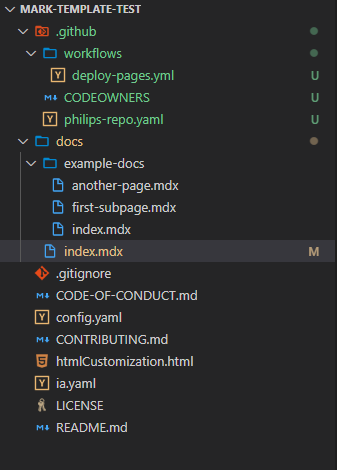 MARK-TEMPLATE-TEST
.github
workflows
deploy-pages.yml U
CODEOWNERS U
philips-repo.yaml U
docs
example-docs
another-page.mdx
first-subpage.mdx
index.mdx
index.mdx M
.gitignore
CODE-OF-CONDUCT.md
config.yaml
CONTRIBUTING.md
htmlCustomization.html
ia.yaml
LICENSE
README.md